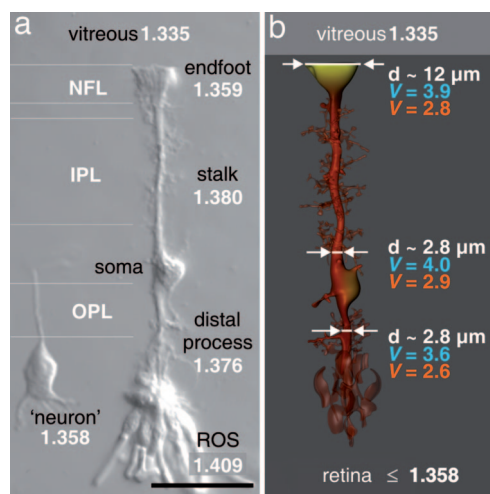 a
vitreous 1.335
endfoot
1.359
NFL
IPL
stalk
1.380
soma
OPL
distal
process
1.376
'neuron'
1.358
ROS
1.409
b
vitreous 1.335
d ~ 12 µm
V = 3.9
V = 2.8
d ~ 2.8 µm
V = 4.0
V = 2.9
d ~ 2.8 µm
V = 3.6
V = 2.6
retina ≤ 1.358